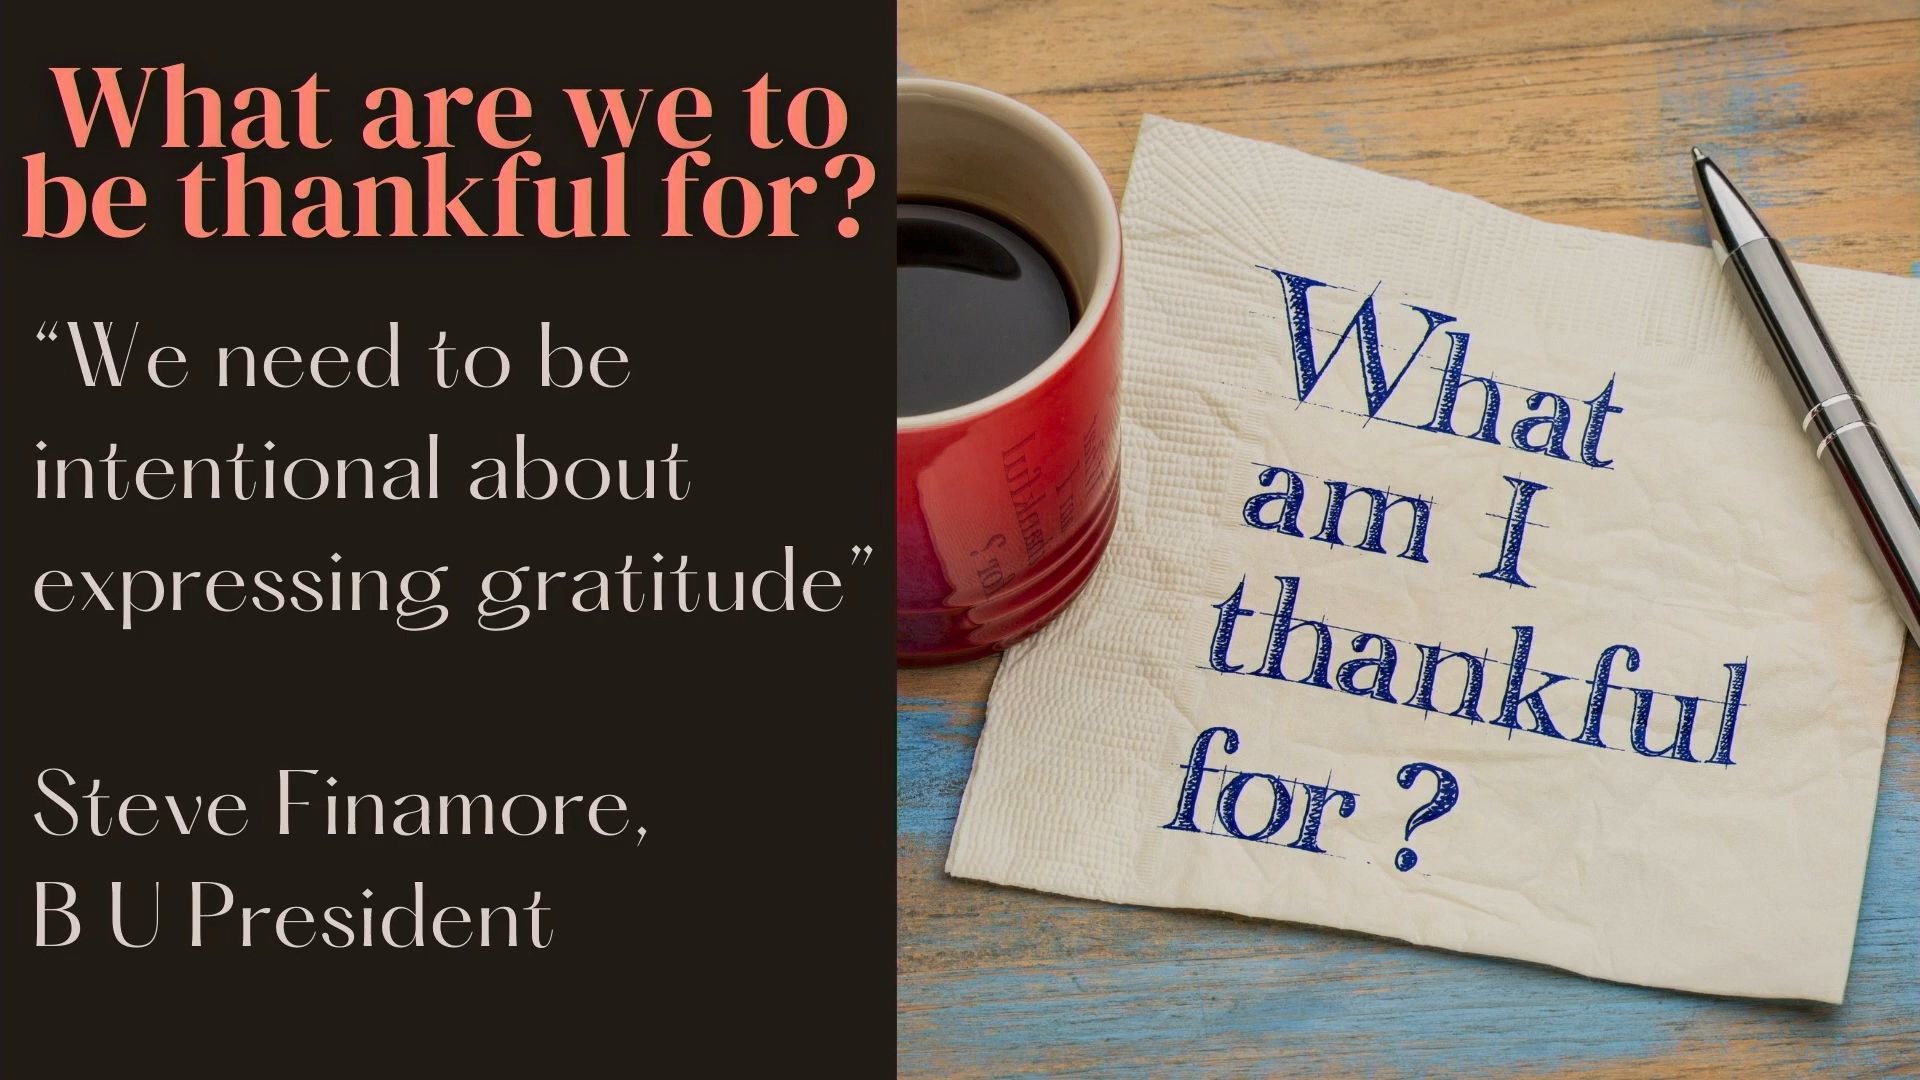 What are we to
be thankful for?
“We need to be
intentional about
expressing gratitude”
Steve Finamore,
B U President
What
am I
thankful
for ?